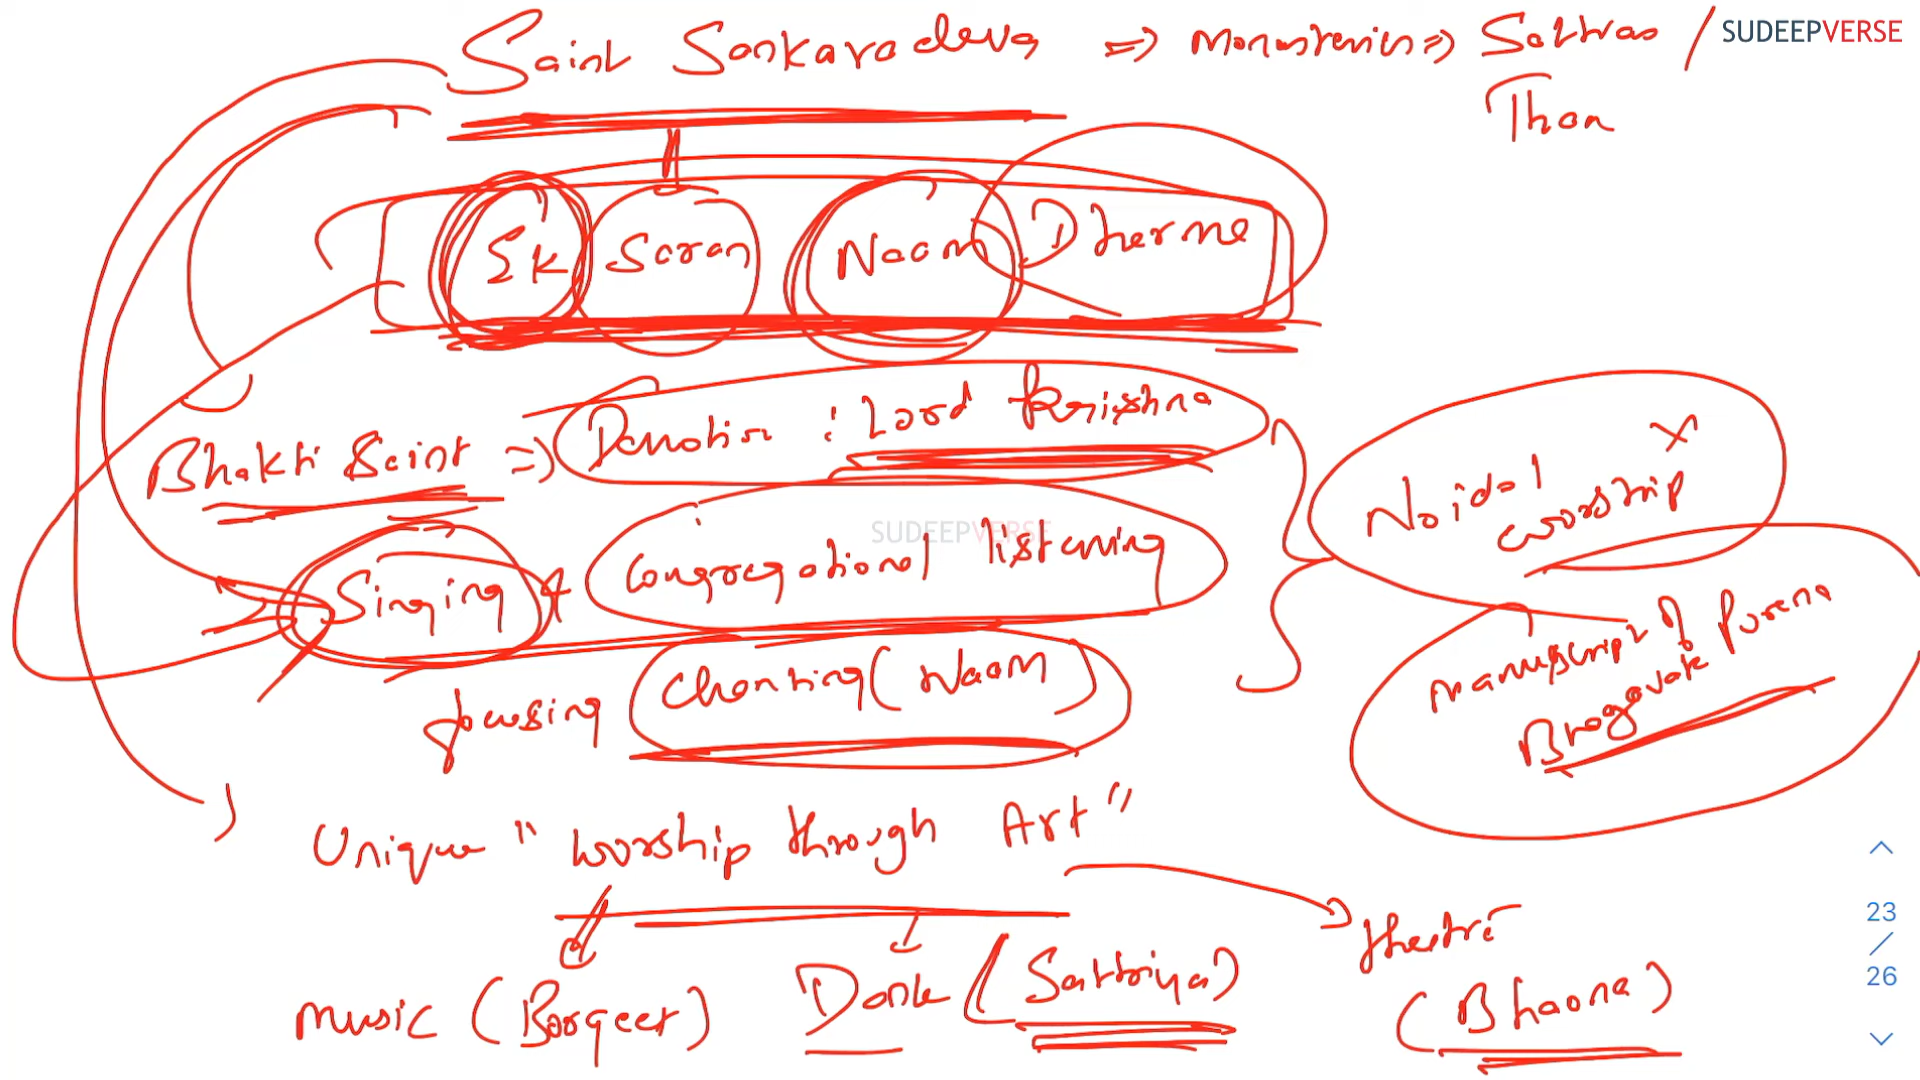 Saint Sankaradeva => monasteries => Sattras / SUDEEPVERSE
Than
Ek Saran Naam Dharma
Bhakti Saint => Devotion : Lord Krishna
No idol worship X
SUDEEPVERSE
Singing & Congregational listening
manuscript of Bhagavata Purana
focusing Chanting (Naam)
Unique "worship through Art"
music (Borgeet) Dance (Sattriya) theatre (Bhaona)
23
/
26